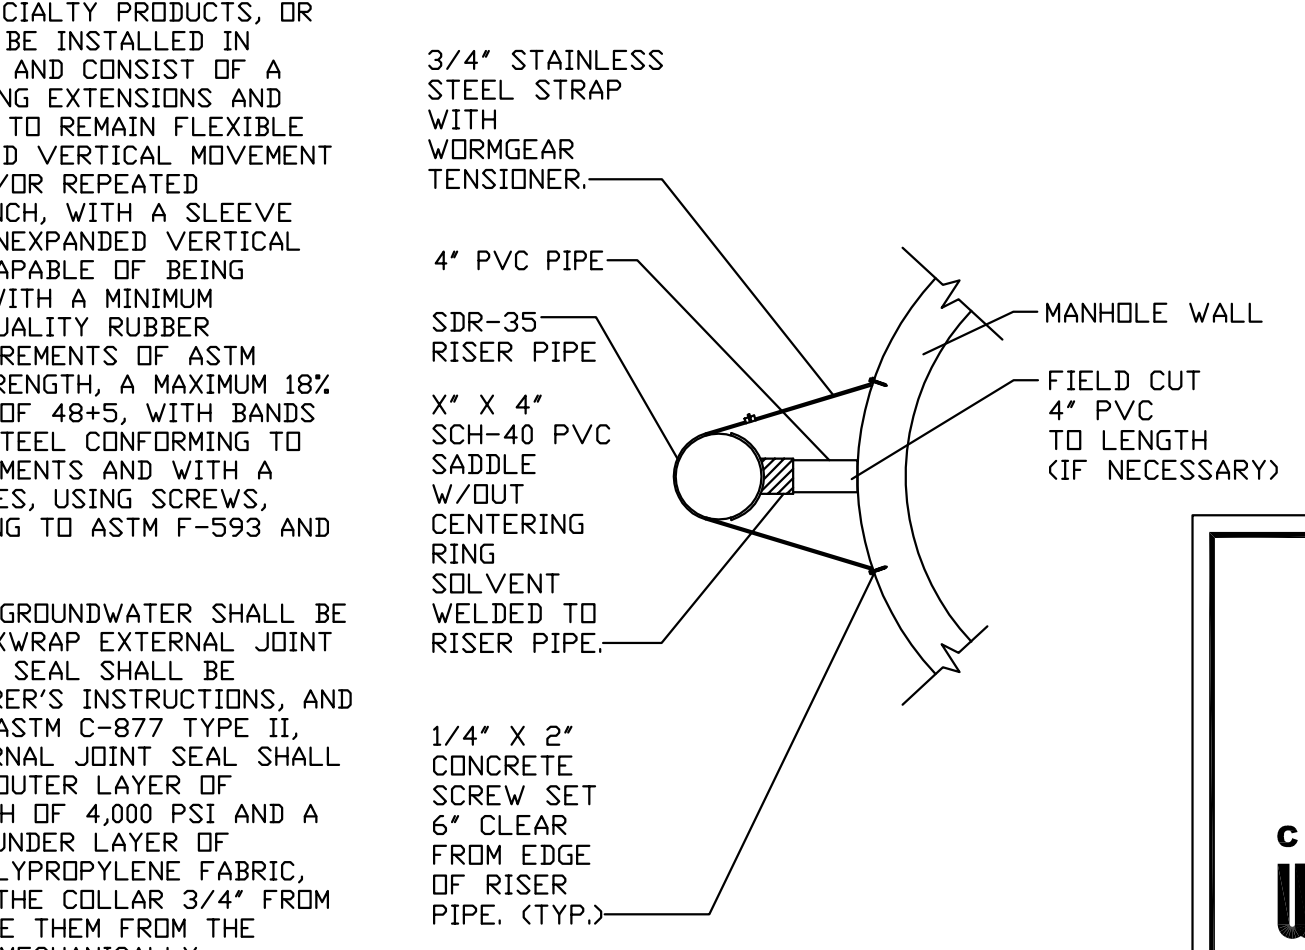 CIALTY PRODUCTS, OR
BE INSTALLED IN
AND CONSIST OF A
NG EXTENSIONS AND
TO REMAIN FLEXIBLE
D VERTICAL MOVEMENT
/OR REPEATED
NCH, WITH A SLEEVE
NEXPANDED VERTICAL
APABLE OF BEING
WITH A MINIMUM
UALITY RUBBER
REMENTS OF ASTM
RENGTH, A MAXIMUM 18%
OF 48+5, WITH BANDS
TEEL CONFORMING TO
MENTS AND WITH A
ES, USING SCREWS,
NG TO ASTM F-593 AND
GROUNDWATER SHALL BE
XWRAP EXTERNAL JOINT
SEAL SHALL BE
RER'S INSTRUCTIONS, AND
ASTM C-877 TYPE II,
RNAL JOINT SEAL SHALL
OUTER LAYER OF
H OF 4,000 PSI AND A
UNDER LAYER OF
LYPROPYLENE FABRIC,
THE COLLAR 3/4" FROM
E THEM FROM THE
MECHANICALLY
3/4" STAINLESS
STEEL STRAP
WITH
WORMGEAR
TENSIONER.
4" PVC PIPE
SDR-35
RISER PIPE
X" X 4"
SCH-40 PVC
SADDLE
W/OUT
CENTERING
RING
SOLVENT
WELDED TO
RISER PIPE.
1/4" X 2"
CONCRETE
SCREW SET
6" CLEAR
FROM EDGE
OF RISER
PIPE. (TYP.)
MANHOLE WALL
FIELD CUT
4" PVC
TO LENGTH
(IF NECESSARY)
C